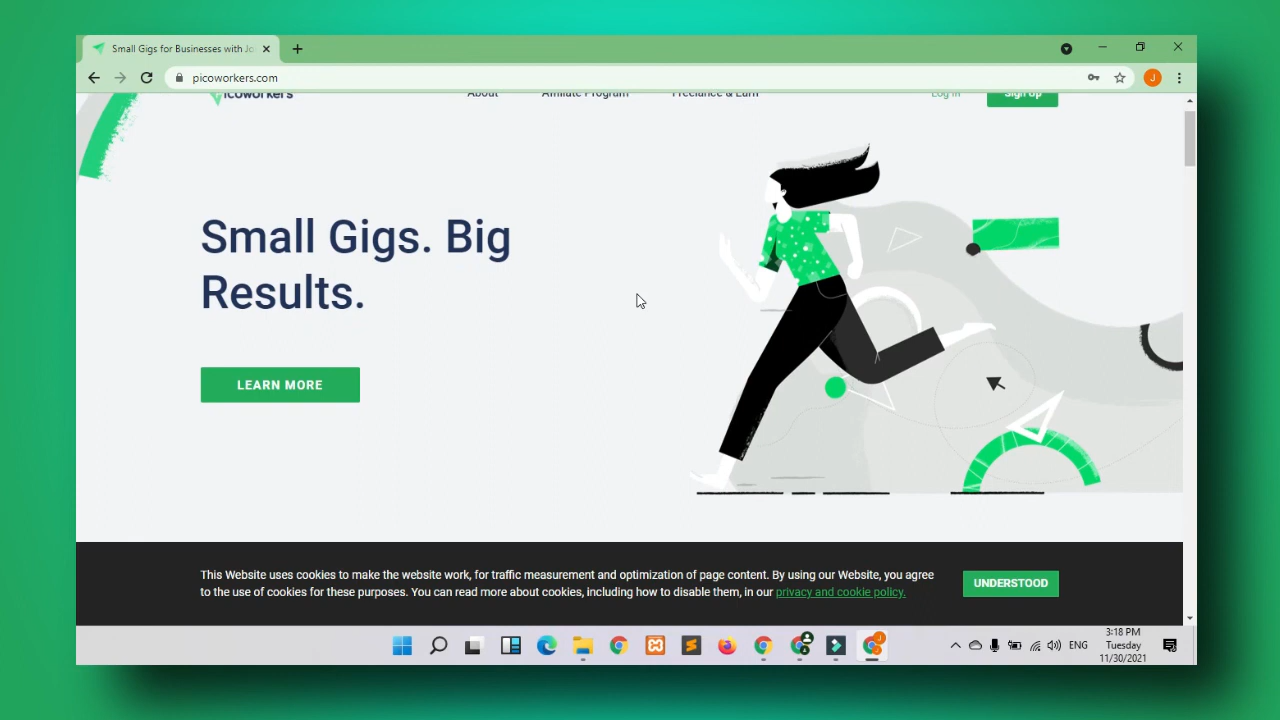 Small Gigs for Businesses with Jo
picoworkers.com
J
Picoworkers
About
Affiliate Program
Freelance & Earn
Log In
Sign Up
Small Gigs. Big
Results.
LEARN MORE
This Website uses cookies to make the website work, for traffic measurement and optimization of page content. By using our Website, you agree
to the use of cookies for these purposes. You can read more about cookies, including how to disable them, in our privacy and cookie policy.
UNDERSTOOD
J
ENG
3:18 PM
Tuesday
11/30/2021